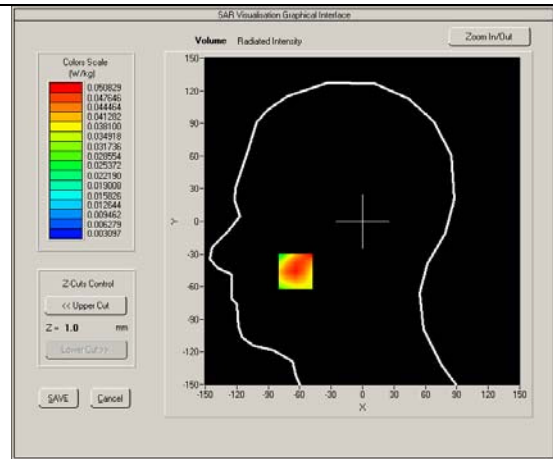 SAR Visualisation Graphical Interface
Volume Radiated Intensity
Zoom In/Out
Colors Scale
(W/kg)
0.050829
0.047646
0.044464
0.041282
0.038100
0.034918
0.031736
0.028554
0.025372
0.022190
0.019008
0.015826
0.012644
0.009462
0.006279
0.003097
Z-Cuts Control
<< Upper Cut
Z = 1.0 mm
Lower Cut >>
SAVE
Cancel
150
120
90
60
30
0
-30
-60
-90
-120
-150
Y
-150 -120 -90 -60 -30 0 30 60 90 120 150
X